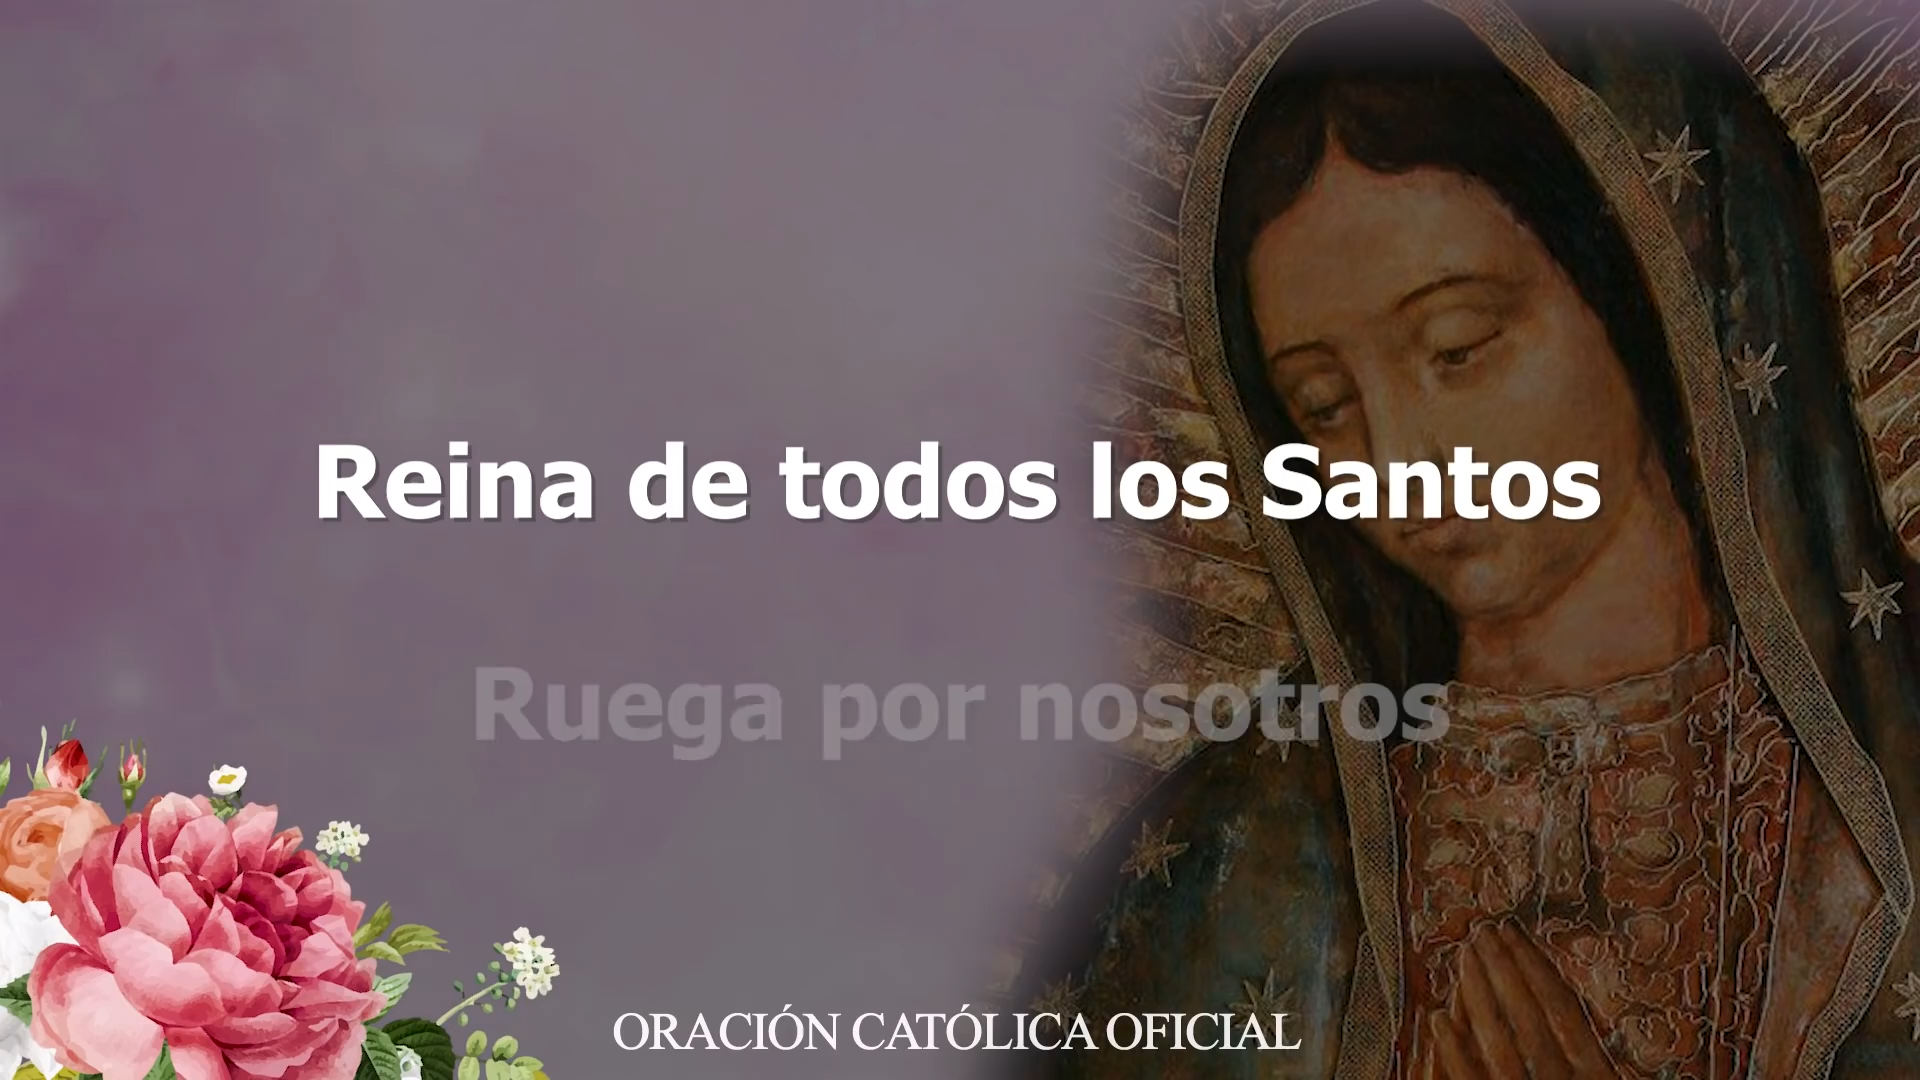 Reina de todos los Santos
Ruega por nosotros
ORACIÓN CATÓLICA OFICIAL